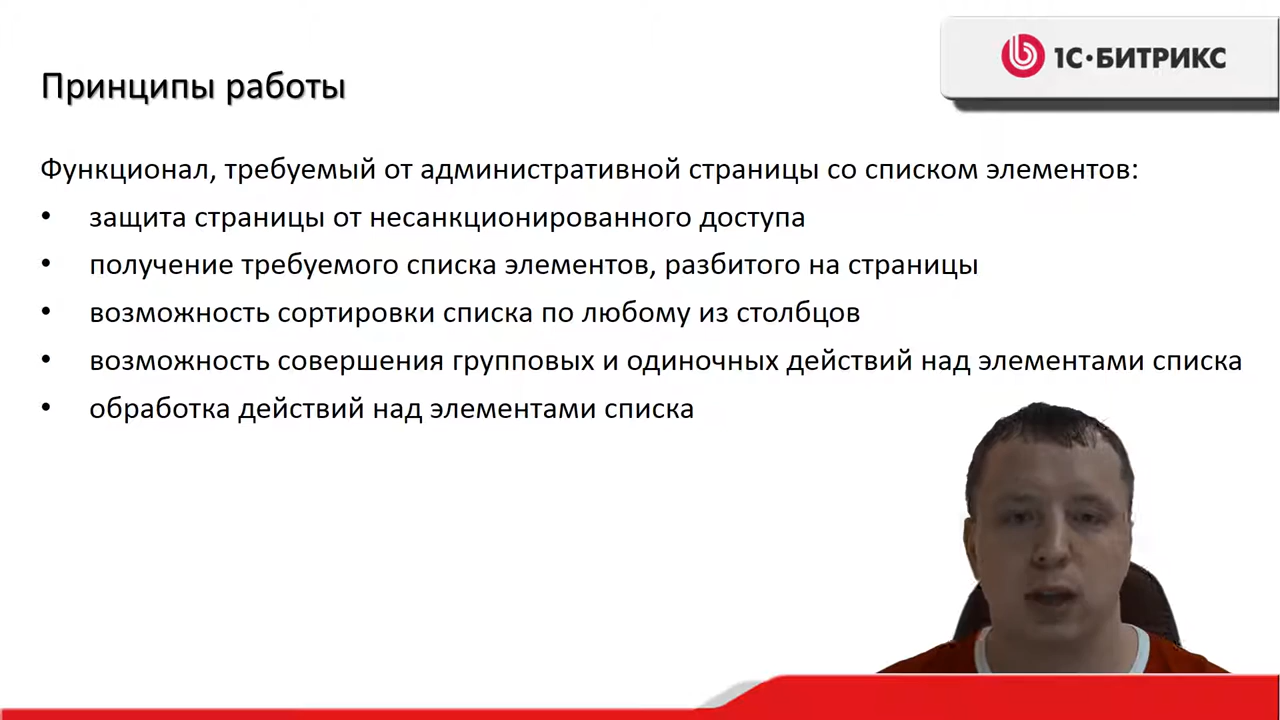 1С·БИТРИКС
Принципы работы
Функционал, требуемый от административной страницы со списком элементов:
• защита страницы от несанкционированного доступа
• получение требуемого списка элементов, разбитого на страницы
• возможность сортировки списка по любому из столбцов
• возможность совершения групповых и одиночных действий над элементами списка
• обработка действий над элементами списка